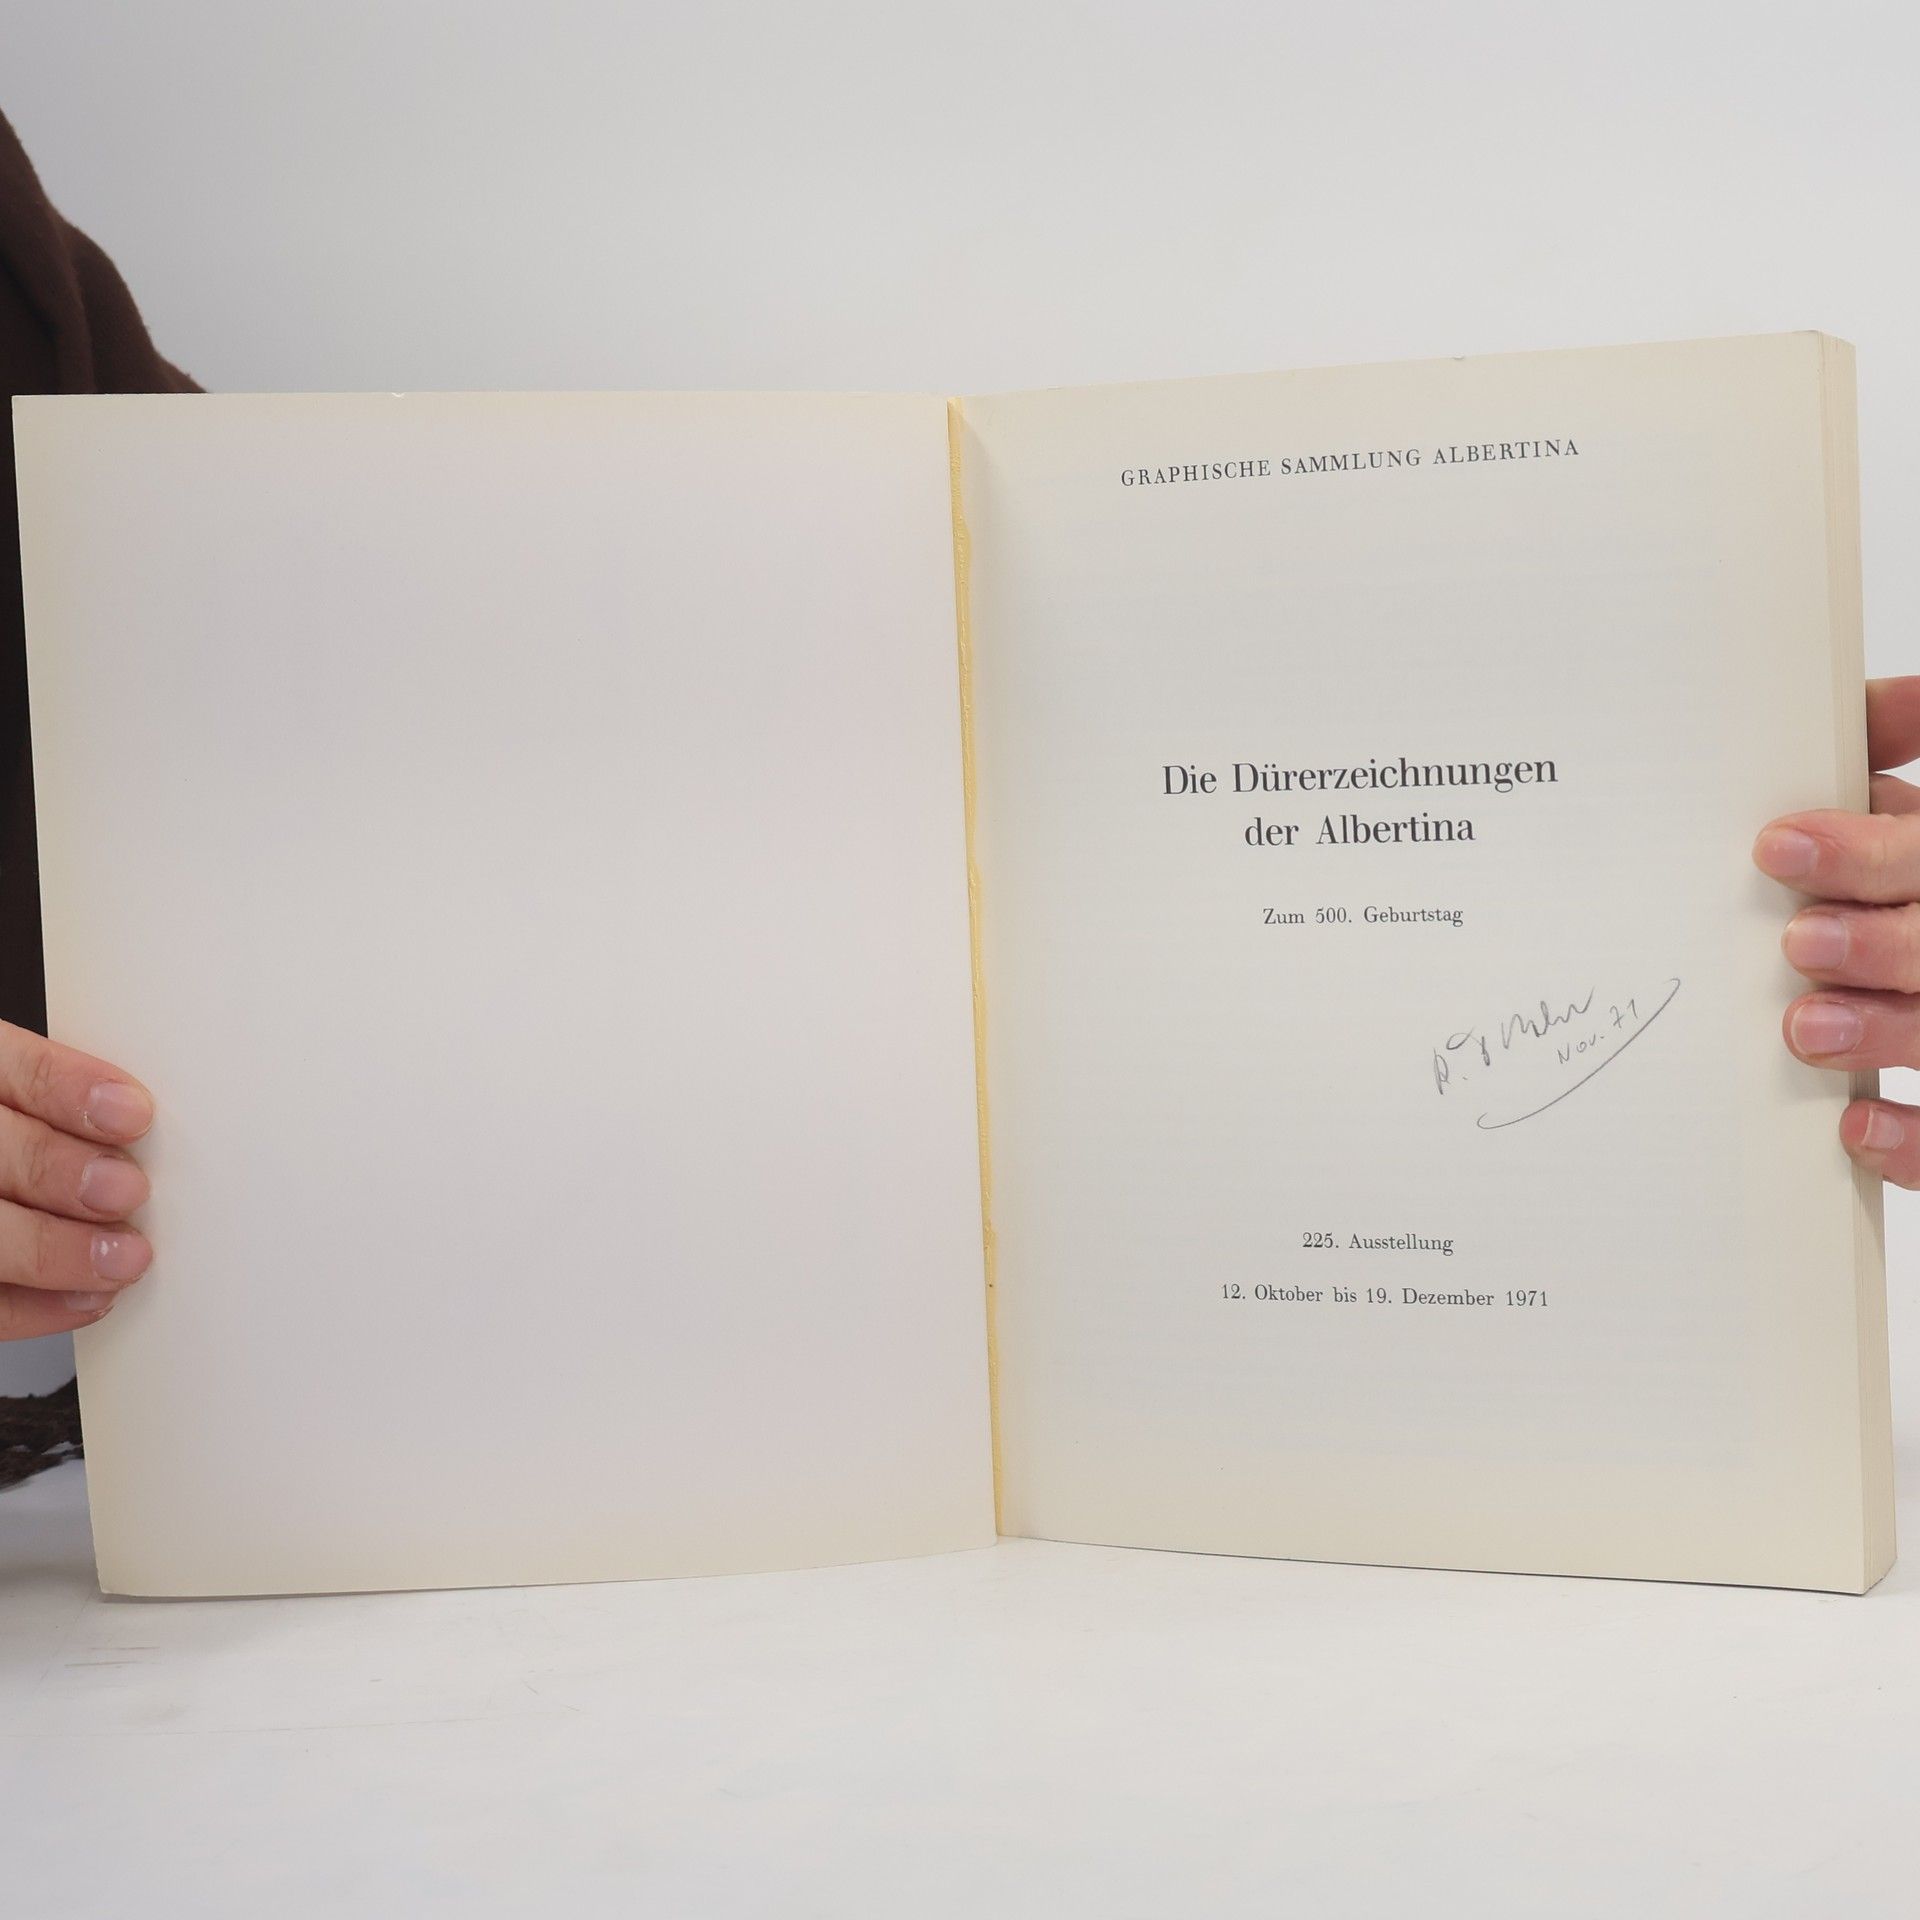 GRAPHISCHE SAMMLUNG ALBERTINA
Die Dürerzeichnungen
der Albertina
Zum 500. Geburtstag
Nov. 71
225. Ausstellung
12. Oktober bis 19. Dezember 1971